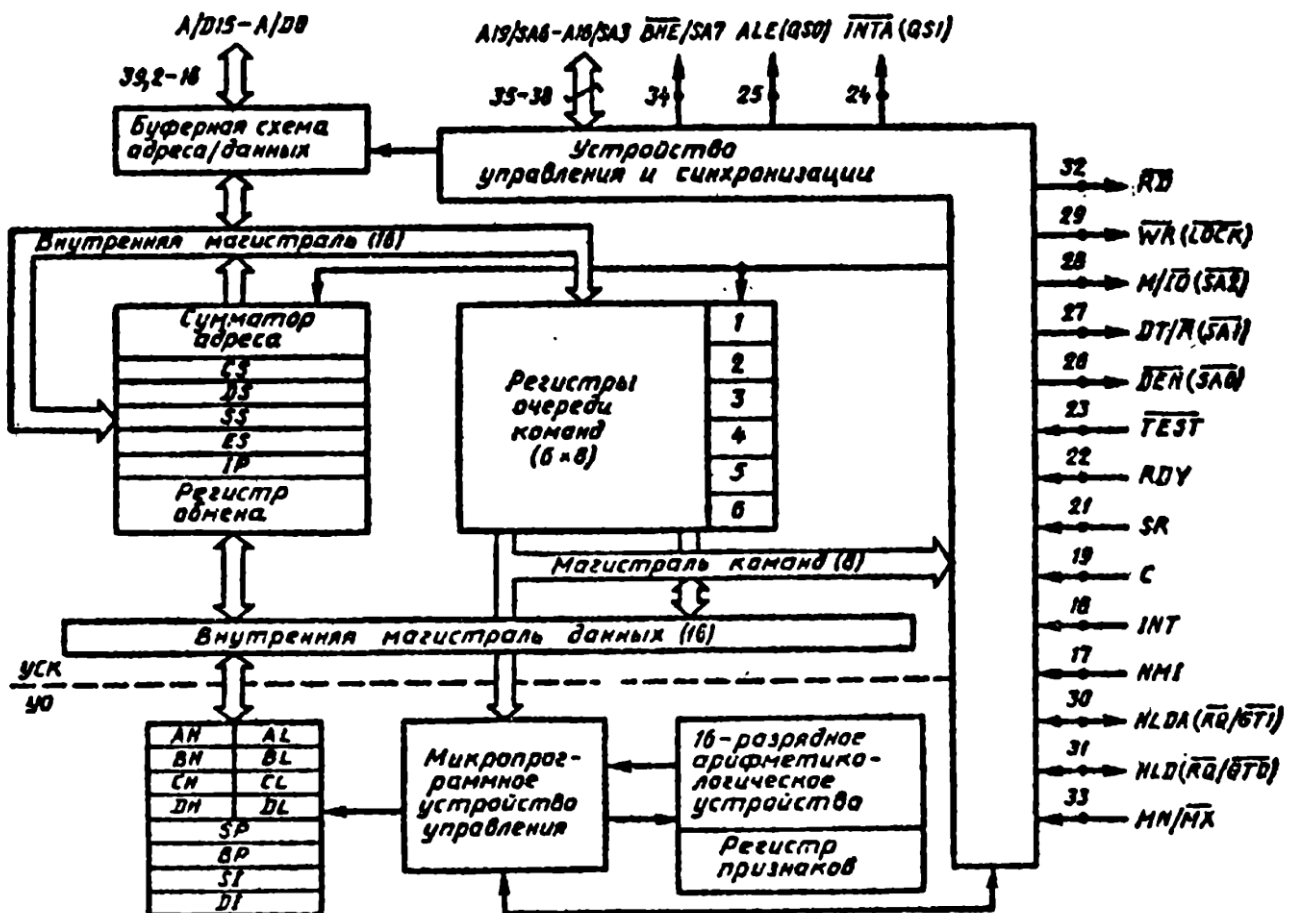 A/D15-A/D0
A19/SA6-A16/SA3 BHE/SA7 ALE(QS0) INTA(QS1)
39,2-16
35-38
34
25
24
Буферная схема
адреса/данных
Устройство
управления и синхронизации
32 RD
29 WR(LOCK)
28 M/IO(SA2)
27 DT/R(SA1)
26 DEN(SA0)
23 TEST
22 RDY
21 SR
19 C
18 INT
17 NMI
30 HLDA(RQ/GT1)
31 HLD(RQ/GT0)
33 MN/MX
Внутренняя магистраль (16)
Сумматор
адреса
CS
DS
SS
ES
IP
Регистр
обмена
Регистры
очереди
команд
(6×8)
1
2
3
4
5
6
Магистраль команд (8)
Внутренняя магистраль данных (16)
УСК
УО
AH AL
BH BL
CH CL
DH DL
SP
BP
SI
DI
Микропрог-
раммное
устройство
управления
16-разрядное
арифметико-
логическое
устройства
Регистр
признаков